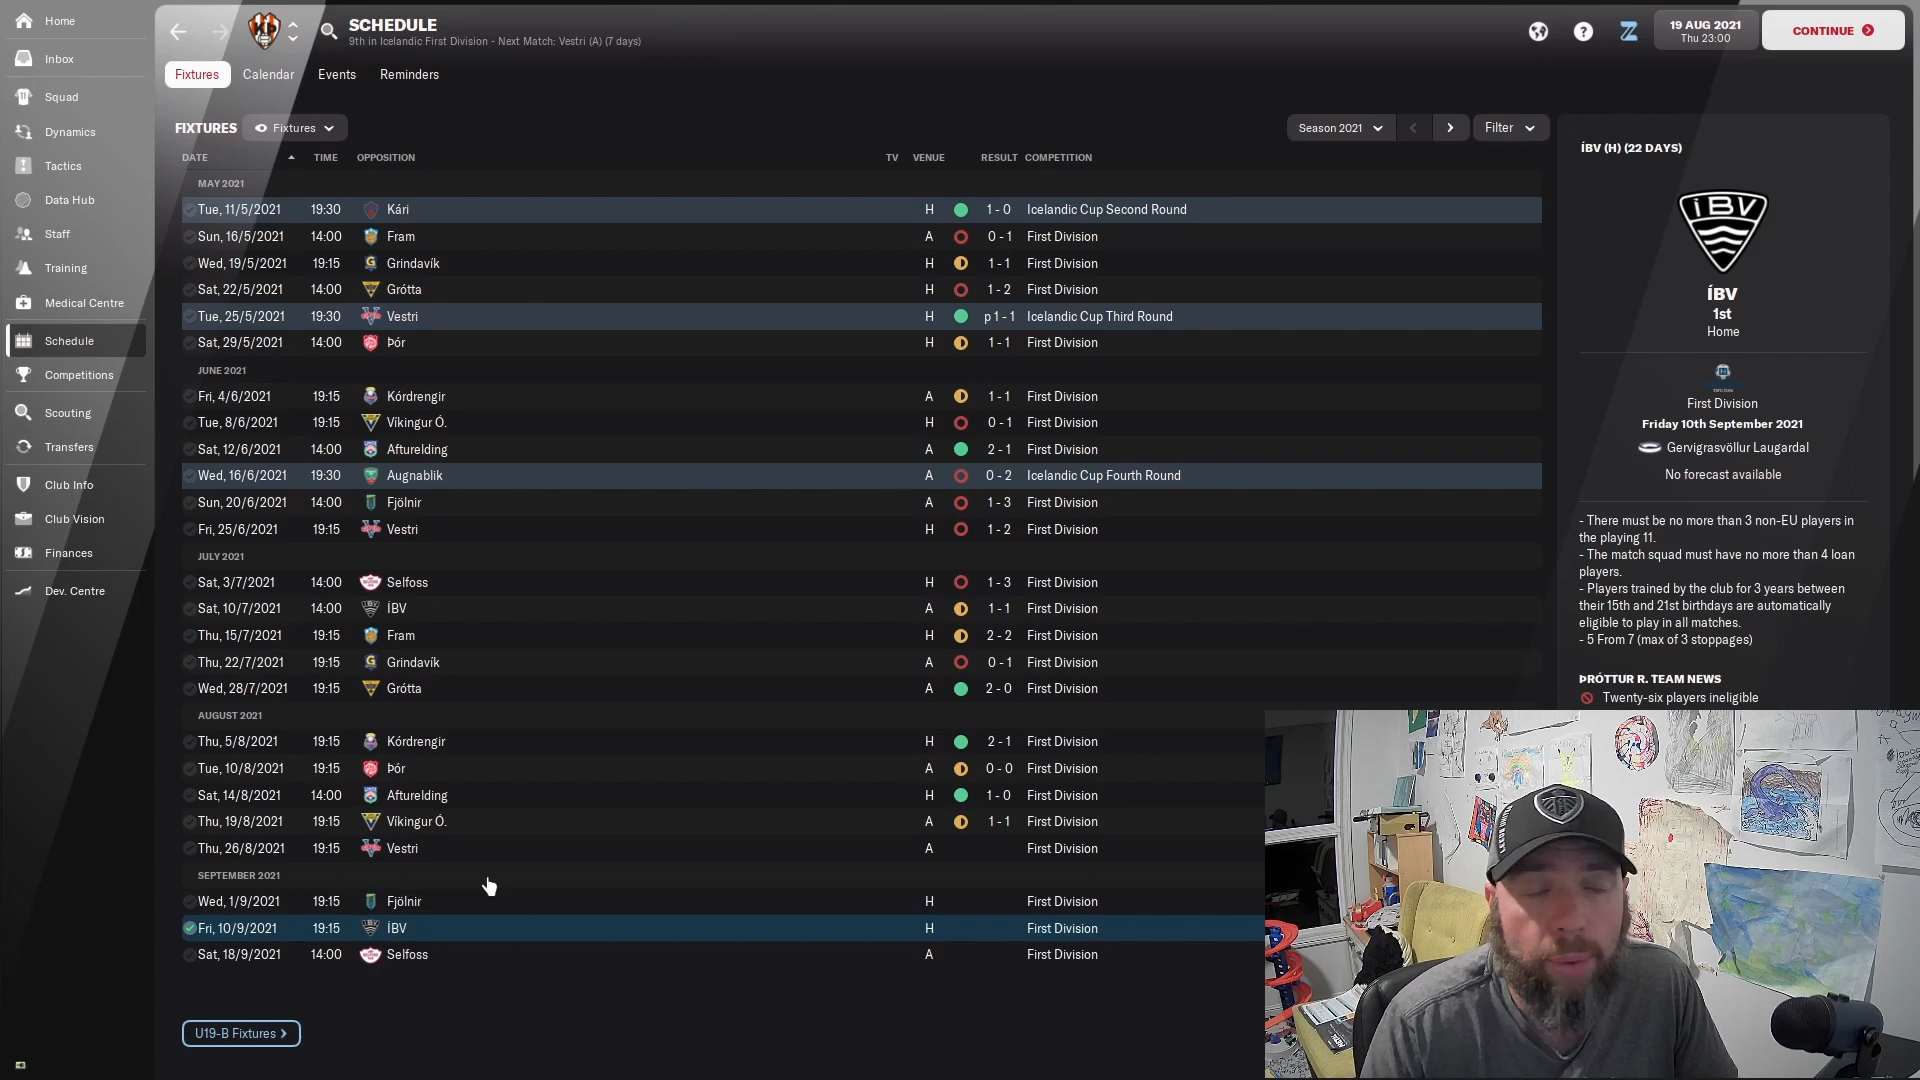 Home
Inbox
Squad
Dynamics
Tactics
Data Hub
Staff
Training
Medical Centre
Schedule
Competitions
Scouting
Transfers
Club Info
Club Vision
Finances
Dev. Centre
SCHEDULE
9th in Icelandic First Division - Next Match: Vestri (A) (7 days)
19 AUG 2021
Thu 23:00
CONTINUE
Fixtures Calendar Events Reminders
FIXTURES Fixtures Season 2021 Filter
DATE TIME OPPOSITION TV VENUE RESULT COMPETITION
MAY 2021
Tue, 11/5/2021 19:30 Kári H 1 - 0 Icelandic Cup Second Round
Sun, 16/5/2021 14:00 Fram A 0 - 1 First Division
Wed, 19/5/2021 19:15 Grindavík H 1 - 1 First Division
Sat, 22/5/2021 14:00 Grótta H 1 - 2 First Division
Tue, 25/5/2021 19:30 Vestri H p 1 - 1 Icelandic Cup Third Round
Sat, 29/5/2021 14:00 Þór H 1 - 1 First Division
JUNE 2021
Fri, 4/6/2021 19:15 Kórdrengir A 1 - 1 First Division
Tue, 8/6/2021 19:15 Víkingur Ó. H 0 - 1 First Division
Sat, 12/6/2021 14:00 Afturelding A 2 - 1 First Division
Wed, 16/6/2021 19:30 Augnablik A 0 - 2 Icelandic Cup Fourth Round
Sun, 20/6/2021 14:00 Fjölnir A 1 - 3 First Division
Fri, 25/6/2021 19:15 Vestri H 1 - 2 First Division
JULY 2021
Sat, 3/7/2021 14:00 Selfoss H 1 - 3 First Division
Sat, 10/7/2021 14:00 ÍBV A 1 - 1 First Division
Thu, 15/7/2021 19:15 Fram H 2 - 2 First Division
Thu, 22/7/2021 19:15 Grindavík A 0 - 1 First Division
Wed, 28/7/2021 19:15 Grótta A 2 - 0 First Division
AUGUST 2021
Thu, 5/8/2021 19:15 Kórdrengir H 2 - 1 First Division
Tue, 10/8/2021 19:15 Þór A 0 - 0 First Division
Sat, 14/8/2021 14:00 Afturelding H 1 - 0 First Division
Thu, 19/8/2021 19:15 Víkingur Ó. A 1 - 1 First Division
Thu, 26/8/2021 19:15 Vestri A First Division
SEPTEMBER 2021
Wed, 1/9/2021 19:15 Fjölnir H First Division
Fri, 10/9/2021 19:15 ÍBV H First Division
Sat, 18/9/2021 14:00 Selfoss A First Division
U19-B Fixtures
ÍBV (H) (22 DAYS)
ÍBV
ÍBV
1st
Home
First Division
Friday 10th September 2021
Gervigrasvöllur Laugardal
No forecast available
- There must be no more than 3 non-EU players in
the playing 11.
- The match squad must have no more than 4 loan
players.
- Players trained by the club for 3 years between
their 15th and 21st birthdays are automatically
eligible to play in all matches.
- 5 From 7 (max of 3 stoppages)
ÞRÓTTUR R. TEAM NEWS
Twenty-six players ineligible